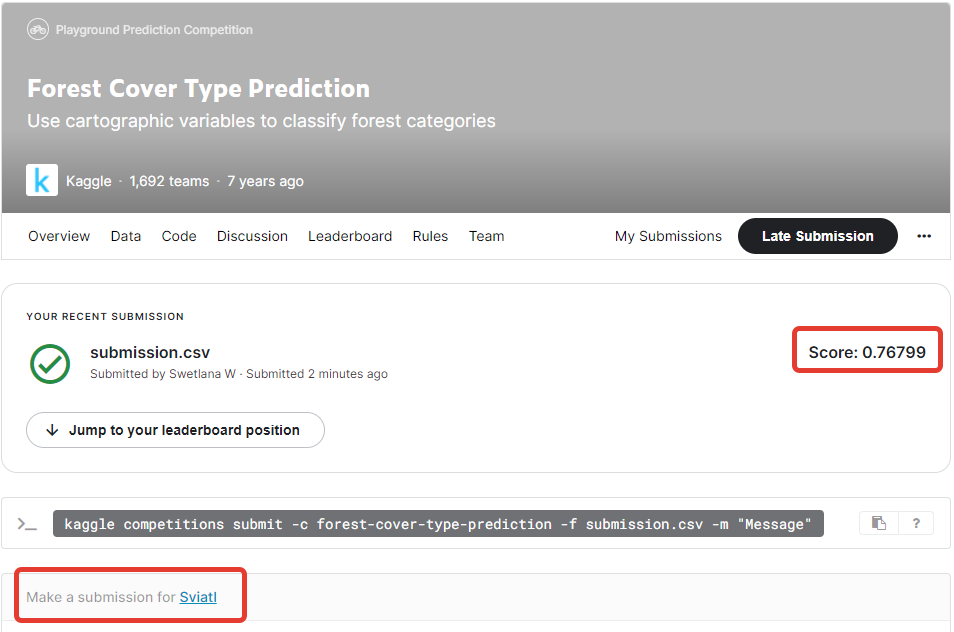 Playground Prediction Competition
Forest Cover Type Prediction
Use cartographic variables to classify forest categories
k
Kaggle · 1,692 teams · 7 years ago
Overview Data Code Discussion Leaderboard Rules Team My Submissions Late Submission ...
YOUR RECENT SUBMISSION
submission.csv
Submitted by Swetlana W · Submitted 2 minutes ago
Score: 0.76799
Jump to your leaderboard position
>_ kaggle competitions submit -c forest-cover-type-prediction -f submission.csv -m "Message" ?
Make a submission for Sviatl